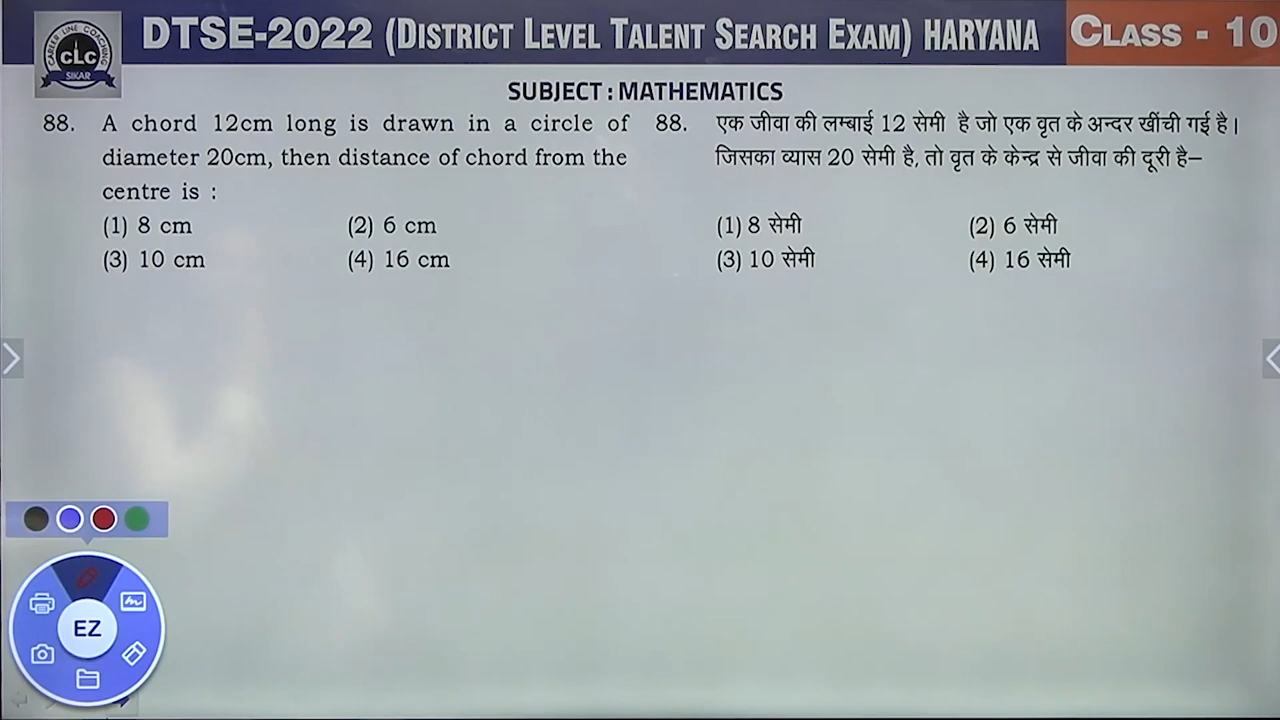 CAREER LINE COACHING
CLC
SIKAR
DTSE-2022 (DISTRICT LEVEL TALENT SEARCH EXAM) HARYANA
CLASS - 10
SUBJECT : MATHEMATICS
88. A chord 12cm long is drawn in a circle of
diameter 20cm, then distance of chord from the
centre is :
(1) 8 cm (2) 6 cm
(3) 10 cm (4) 16 cm
88. एक जीवा की लम्बाई 12 सेमी है जो एक वृत के अन्दर खींची गई है।
जिसका व्यास 20 सेमी है, तो वृत के केन्द्र से जीवा की दूरी है–
(1) 8 सेमी (2) 6 सेमी
(3) 10 सेमी (4) 16 सेमी
EZ